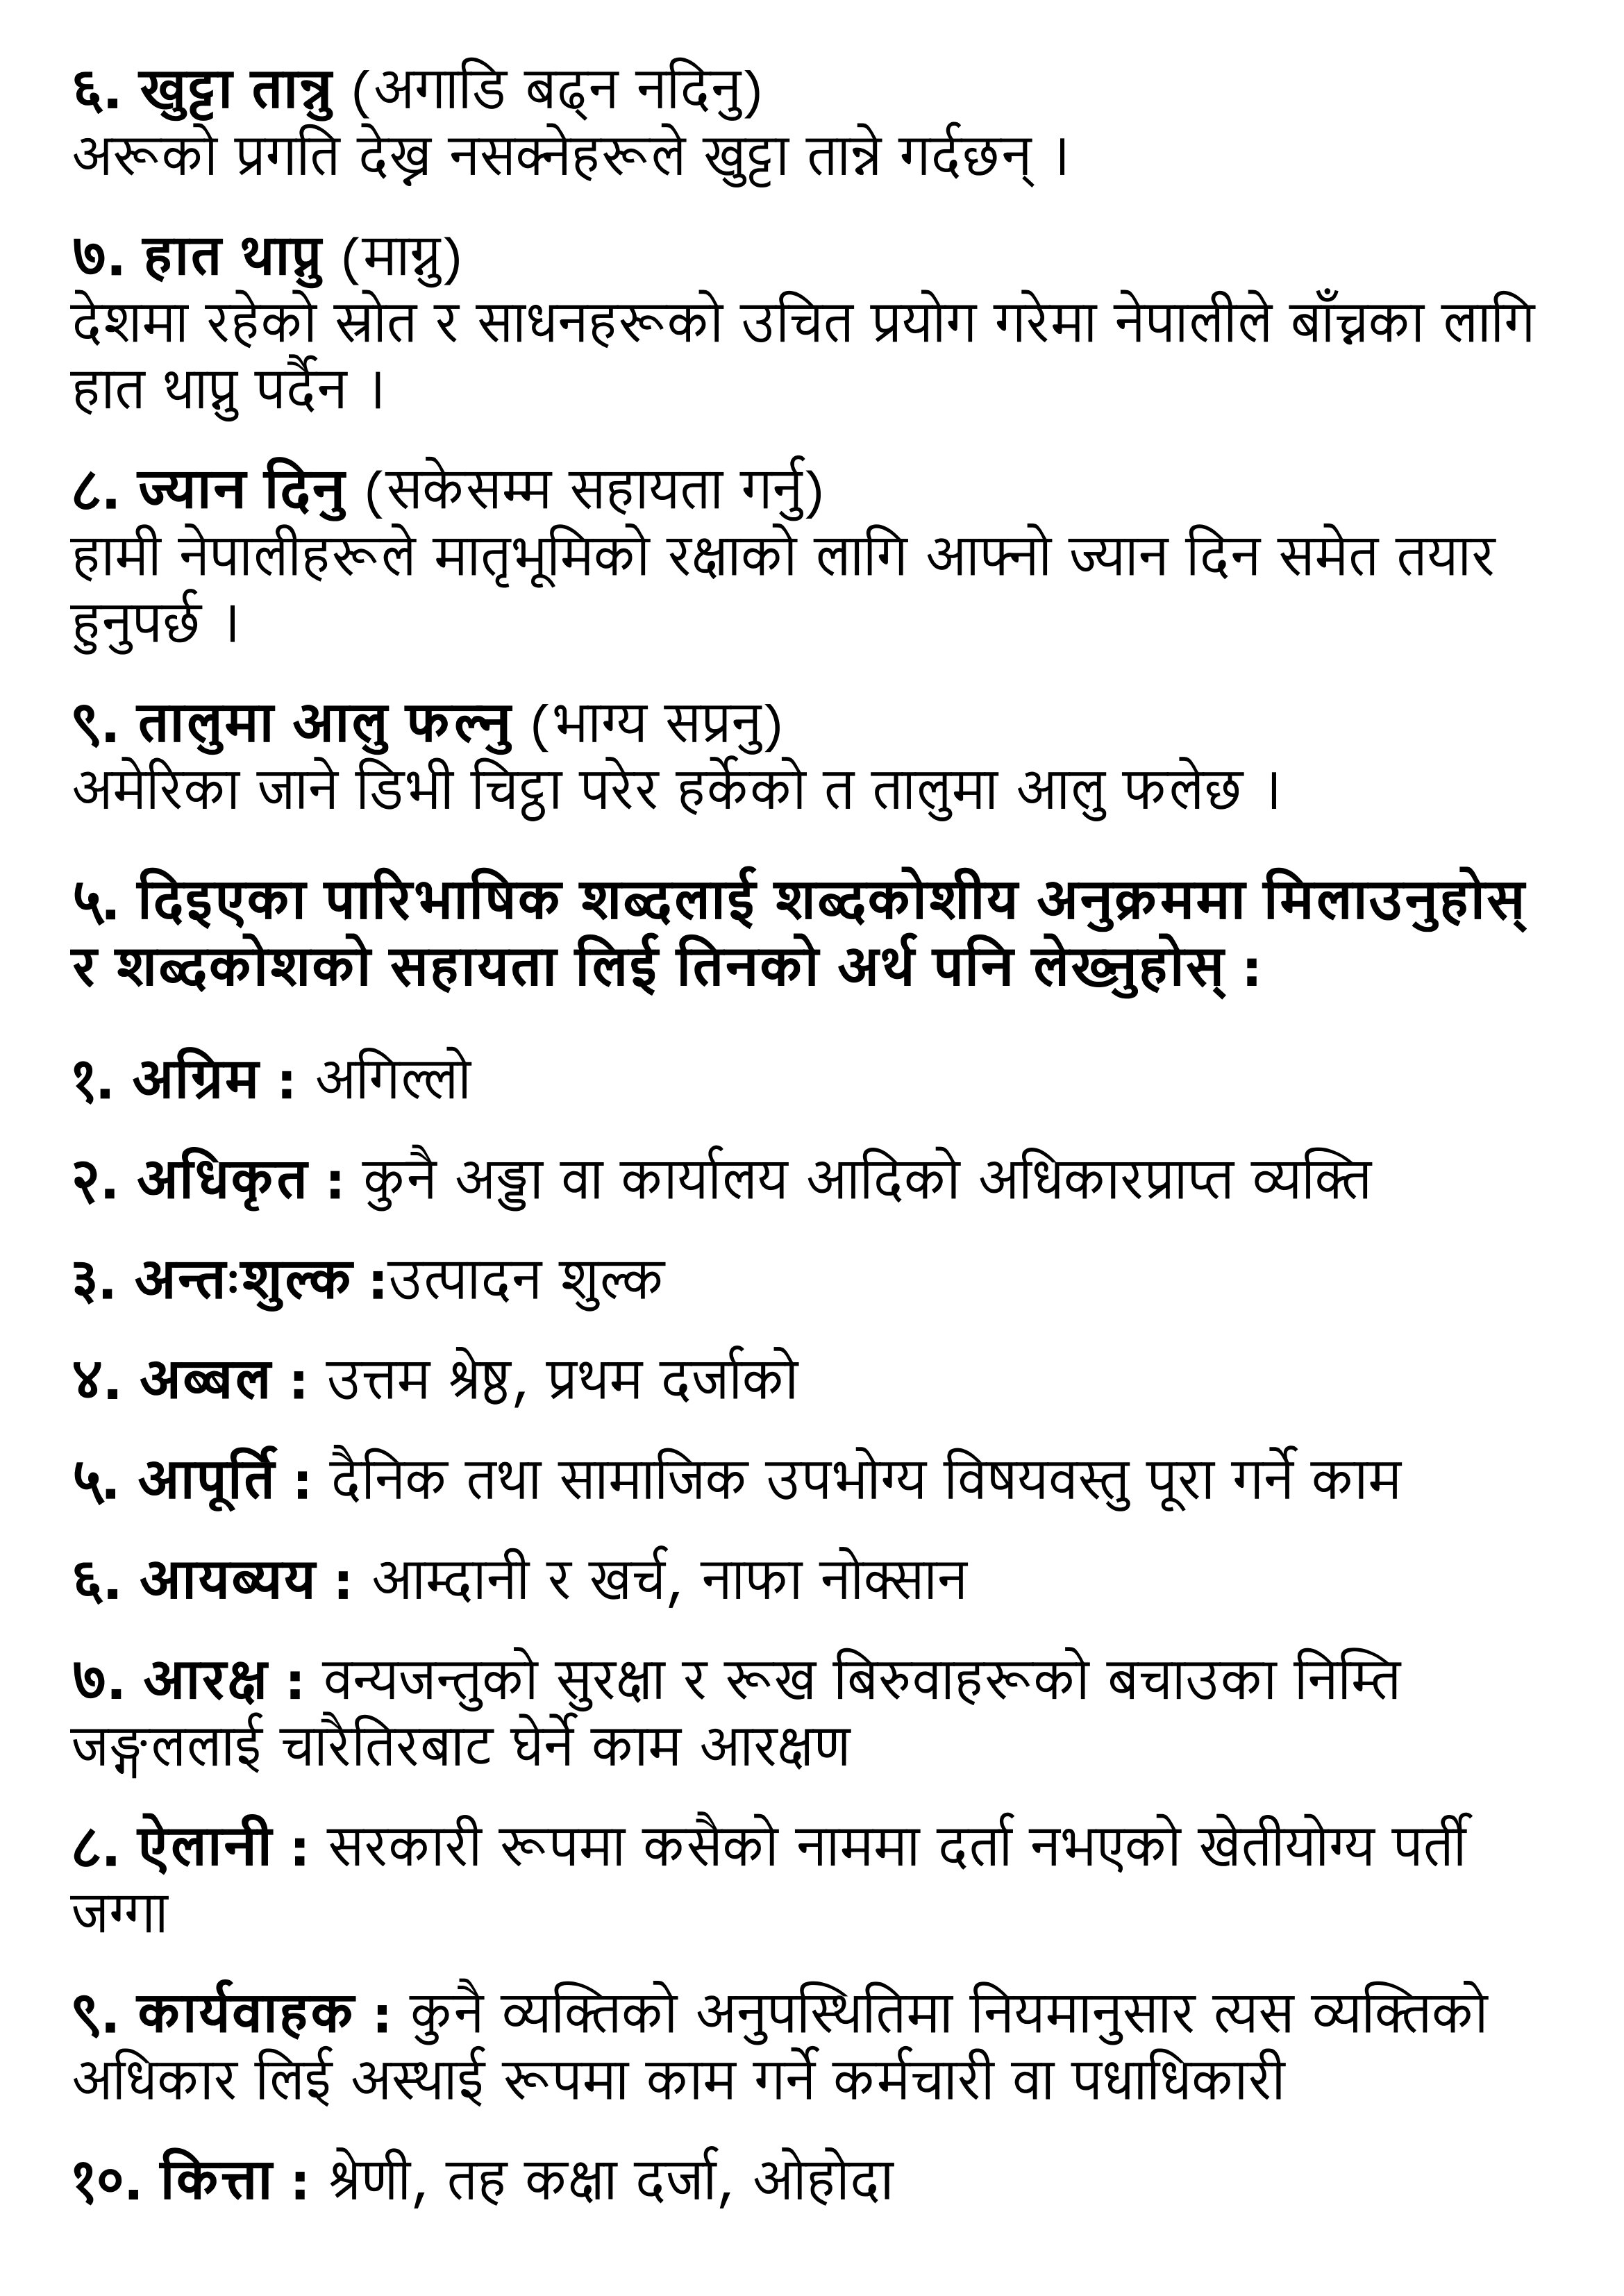 ६. खुट्टा तान्नु (अगाडि बढ्न नदिनु)
अरूको प्रगति देख्न नसक्नेहरूले खुट्टा तान्ने गर्दछन् ।
७. हात थाप्नु (माग्नु)
देशमा रहेको स्रोत र साधनहरूको उचित प्रयोग गरेमा नेपालीले बाँच्नका लागि
हात थाप्नु पर्दैन ।
८. ज्यान दिनु (सकेसम्म सहायता गर्नु)
हामी नेपालीहरूले मातृभूमिको रक्षाको लागि आफ्नो ज्यान दिन समेत तयार
हुनुपर्छ ।
९. तालुमा आलु फल्नु (भाग्य सप्रनु)
अमेरिका जाने डिभी चिट्ठा परेर हर्केको त तालुमा आलु फलेछ ।
५. दिइएका पारिभाषिक शब्दलाई शब्दकोशीय अनुक्रममा मिलाउनुहोस्
र शब्दकोशको सहायता लिई तिनको अर्थ पनि लेख्नुहोस् :
१. अग्रिम : अगिल्लो
२. अधिकृत : कुनै अड्डा वा कार्यालय आदिको अधिकारप्राप्त व्यक्ति
३. अन्तःशुल्क :उत्पादन शुल्क
४. अब्बल : उत्तम श्रेष्ठ, प्रथम दर्जाको
५. आपूर्ति : दैनिक तथा सामाजिक उपभोग्य विषयवस्तु पूरा गर्ने काम
६. आयब्यय : आम्दानी र खर्च, नाफा नोक्सान
७. आरक्ष : वन्यजन्तुको सुरक्षा र रूख बिरुवाहरूको बचाउका निम्ति
जङ्गललाई चारैतिरबाट घेर्ने काम आरक्षण
८. ऐलानी : सरकारी रूपमा कसैको नाममा दर्ता नभएको खेतीयोग्य पर्ती
जग्गा
९. कार्यवाहक : कुनै व्यक्तिको अनुपस्थितिमा नियमानुसार त्यस व्यक्तिको
अधिकार लिई अस्थाई रूपमा काम गर्ने कर्मचारी वा पधाधिकारी
१०. कित्ता : श्रेणी, तह कक्षा दर्जा, ओहोदा